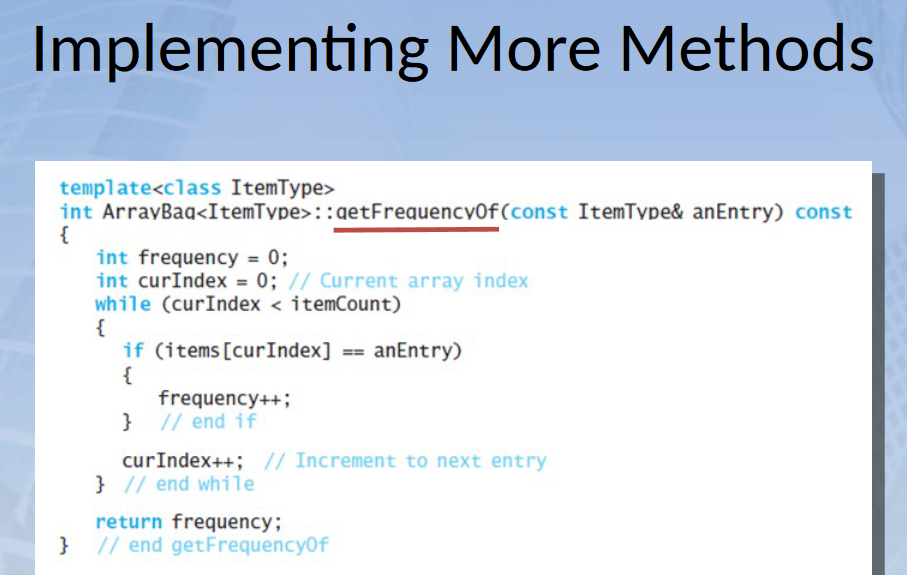 Implementing More Methods
template<class ItemType>
int ArrayBag<ItemType>::getFrequencyOf(const ItemType& anEntry) const
{
int frequency = 0;
int curIndex = 0; // Current array index
while (curIndex < itemCount)
{
if (items[curIndex] == anEntry)
{
frequency++;
} // end if
curIndex++; // Increment to next entry
} // end while
return frequency;
} // end getFrequencyOf